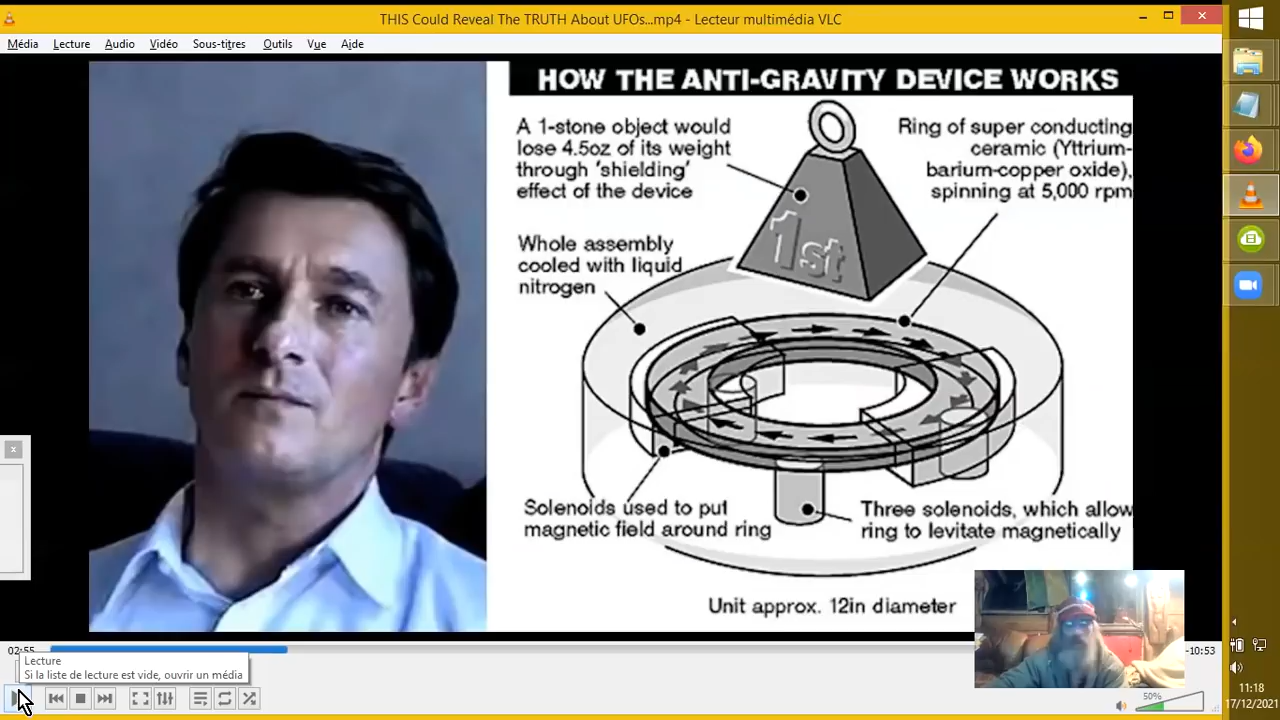 THIS Could Reveal The TRUTH About UFOs...mp4 - Lecteur multimédia VLC
Média Lecture Audio Vidéo Sous-titres Outils Vue Aide
HOW THE ANTI-GRAVITY DEVICE WORKS
A 1-stone object would
lose 4.5oz of its weight
through 'shielding'
effect of the device
Ring of super conducting
ceramic (Yttrium-
barium-copper oxide),
spinning at 5,000 rpm
1st
Whole assembly
cooled with liquid
nitrogen
Solenoids used to put
magnetic field around ring
Three solenoids, which allow
ring to levitate magnetically
Unit approx. 12in diameter
02:55
-10:53
Lecture
Si la liste de lecture est vide, ouvrir un média
50%
11:18
17/12/2021